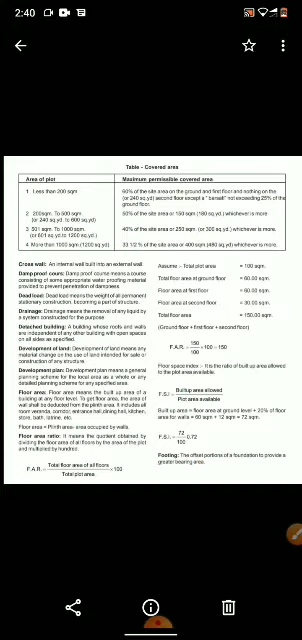 2:40
Table - Covered area
Area of plot Maximum permissible covered area
1 Less than 200 sqm 60% of the site area on the ground and first floor and nothing on the
(or 240 sq.yd) second floor except a "barsati" not exceeding 25% of the
ground floor.
2 200sqm. To 500 sqm 50% of the site area or 150 sqm (180 sq.yd.) whichever is more
(or 240 sq.yd. to 600 sq.yd)
3 501 sqm. To 1000 sqm. 40% of the site area or 250 sqm. (or 300 sq.yd.) whichever is more.
(or 601 sq.yd.to 1200 sq.yd.)
4 More than 1000 sqm (1200 sq.yd). 33 1/2 % of the site area or 400 sqm (480 sq.yd) whichever is more.
Cross wall: An internal wall built into an external wall.
Damp proof cours: Damp proof course means a course
consisting of some appropriate water proofing material
provided to prevent penetration of dampness.
Dead load: Dead load means the weight of all permanent
stationary construction, becoming a part of structure.
Drainage: Drainage means the removal of any liquid by
a system constructed for the purpose
Detached building: A building whose roofs and walls
are independent of any other building with open spaces
on all sides as specified.
Development of land: Development of land means any
material change on the use of land intended for sale or
construction of any structure.
Development plan: Development plan means a general
planning scheme for the local area as a whole or any
detailed planning scheme for any specified area.
Floor area: Floor area means the built up area of a
building at any floor level. To get floor area, the area of
wall shall be deducted from the plinth area. It includes all
room verenda, corridor, entrance hall,dining hall, kitchen,
store, bath, latrine, etc.
Floor area = Plinth area- area occupied by walls.
Floor area ratio: It means the quotient obtained by
dividing the floor area of all floors by the area of the plot
and multiplied by hundred.
F.A.R. = Total floor area of all floors / Total plot area ×100
Assume :- Total plot area = 100 sqm.
Total floor area at ground floor = 60.00 sqm.
Floor area at first floor = 60.00 sqm.
Floor area at second floor = 30.00 sqm.
Total floor area = 150.00 sqm.
(Ground floor + first floor + second floor)
F.A.R. = 150 / 100 ×100 = 150
Floor space index :- It is the ratio of built up area allowed
to the plot area available.
F.S.I. = Builtup area allowed / Plot area available
Built up area = floor area at ground level + 20% of floor
area for walls = 60 sqm + 12 sqm = 72 sqm.
F.S.I. = 72 / 100 0.72
Footing: The offset portions of a foundation to provide a
greater bearing area.